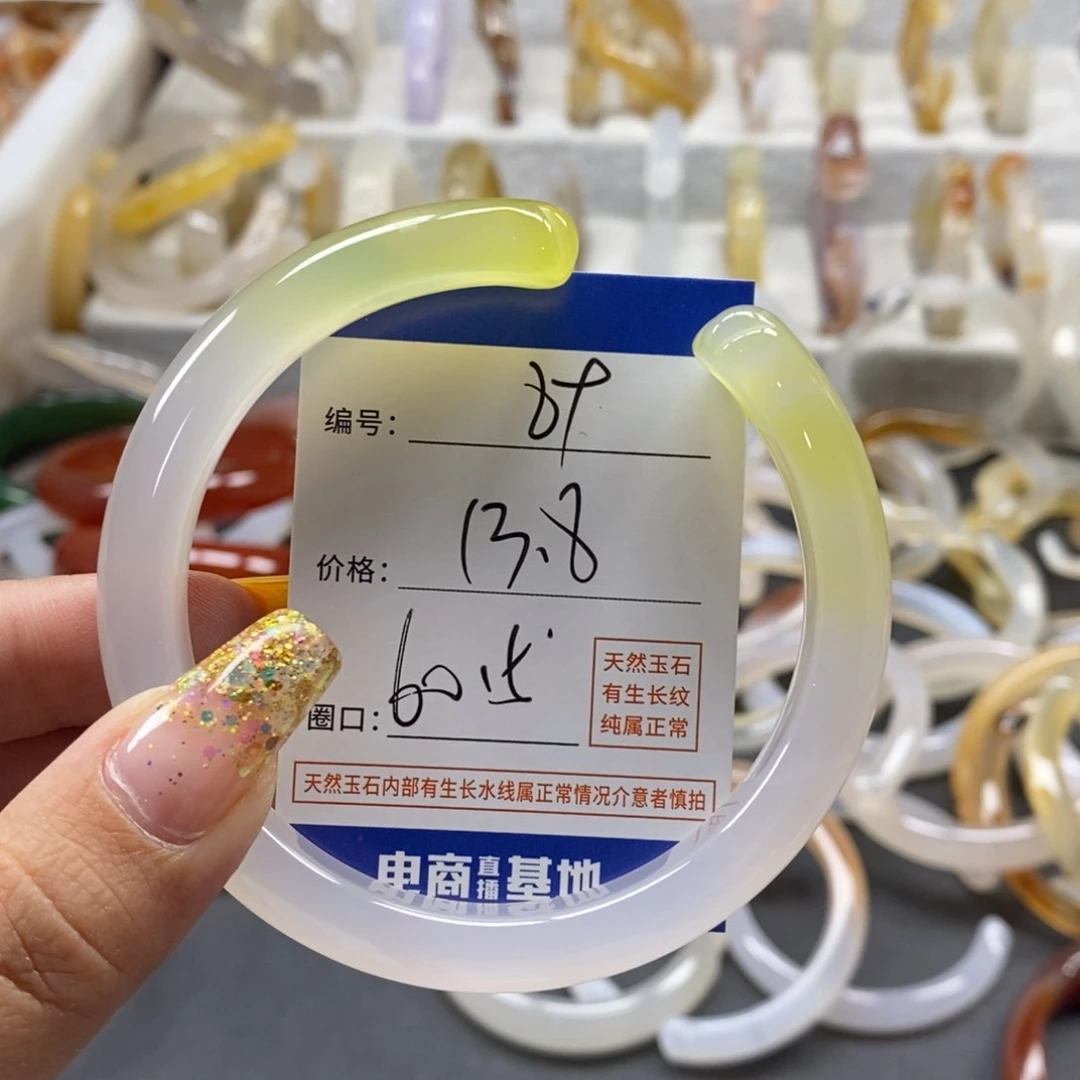 编号：
价格： 13.8
圈口： 60
天然玉石
有生长纹
纯属正常
天然玉石内部有生长水线属正常情况介意者慎拍
电商直播基地